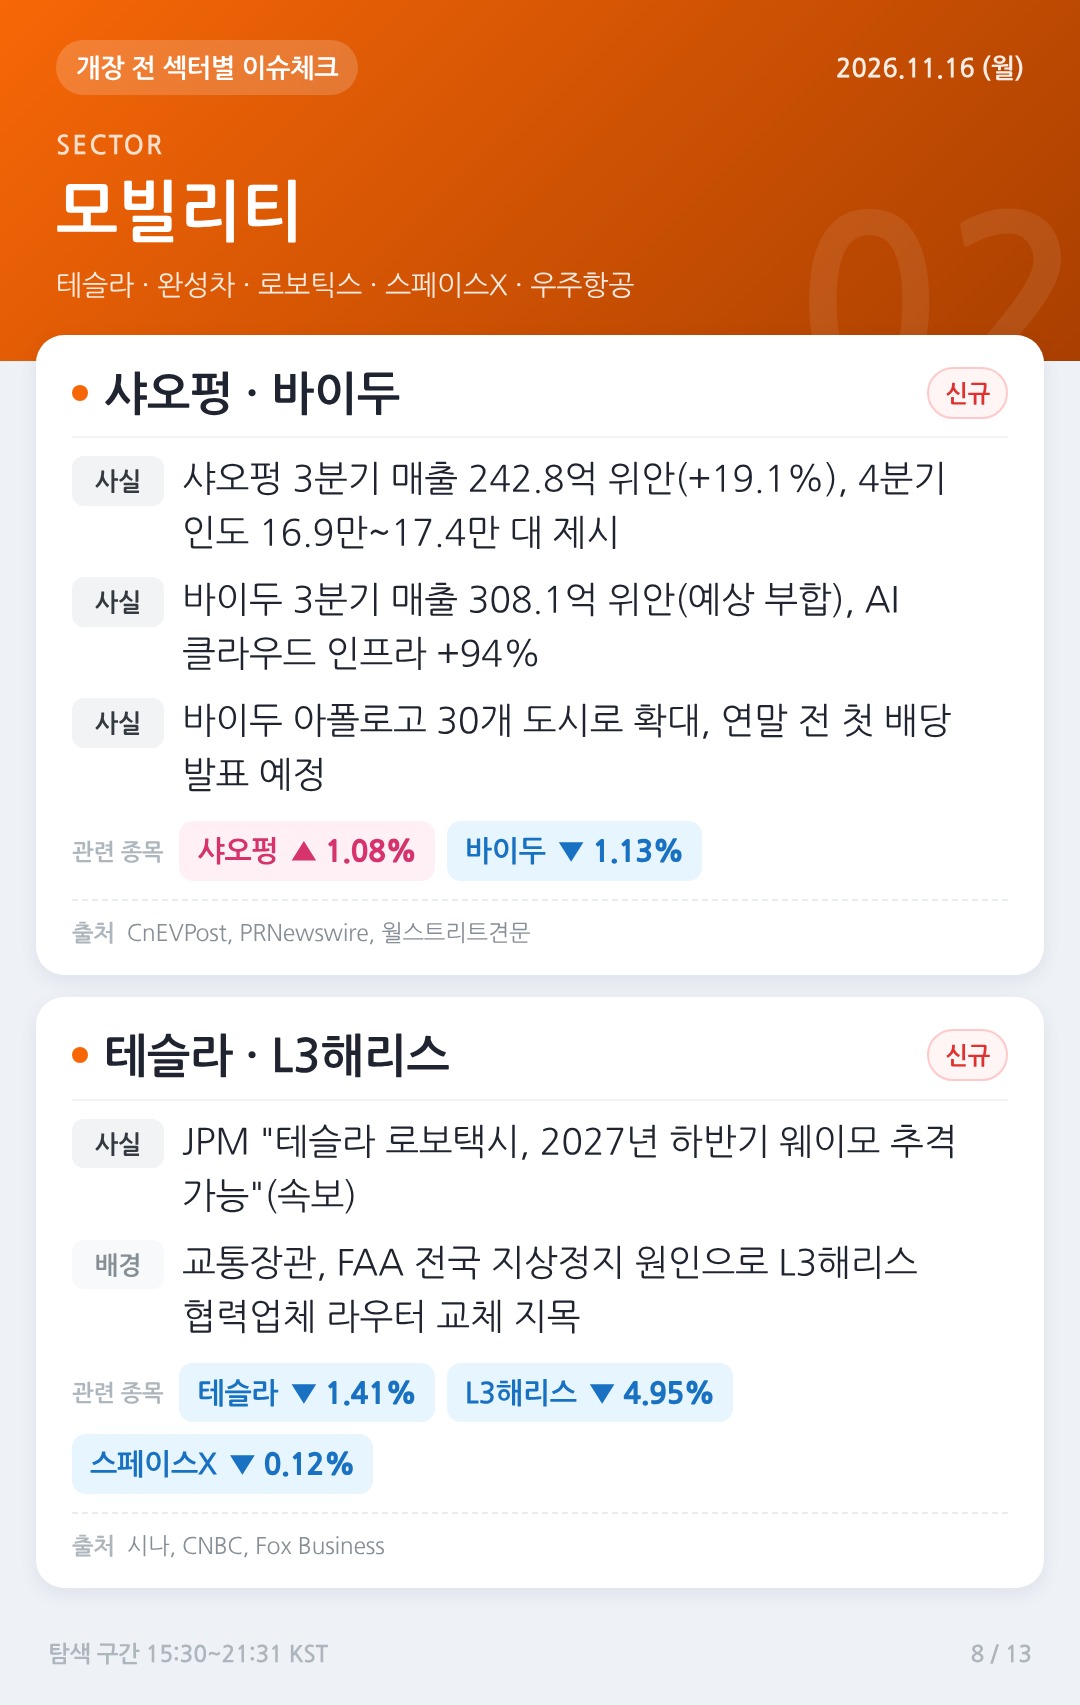 개장 전 섹터별 이슈체크
2026.11.16 (월)
SECTOR
모빌리티
02
테슬라 · 완성차 · 로보틱스 · 스페이스X · 우주항공
샤오펑 · 바이두
신규
사실 샤오펑 3분기 매출 242.8억 위안(+19.1%), 4분기
인도 16.9만~17.4만 대 제시
사실 바이두 3분기 매출 308.1억 위안(예상 부합), AI
클라우드 인프라 +94%
사실 바이두 아폴로고 30개 도시로 확대, 연말 전 첫 배당
발표 예정
관련 종목 샤오펑 ▲ 1.08% 바이두 ▼ 1.13%
출처 CnEVPost, PRNewswire, 월스트리트견문
테슬라 · L3해리스
신규
사실 JPM "테슬라 로보택시, 2027년 하반기 웨이모 추격
가능"(속보)
배경 교통장관, FAA 전국 지상정지 원인으로 L3해리스
협력업체 라우터 교체 지목
관련 종목 테슬라 ▼ 1.41% L3해리스 ▼ 4.95%
스페이스X ▼ 0.12%
출처 시나, CNBC, Fox Business
탐색 구간 15:30~21:31 KST
8 / 13